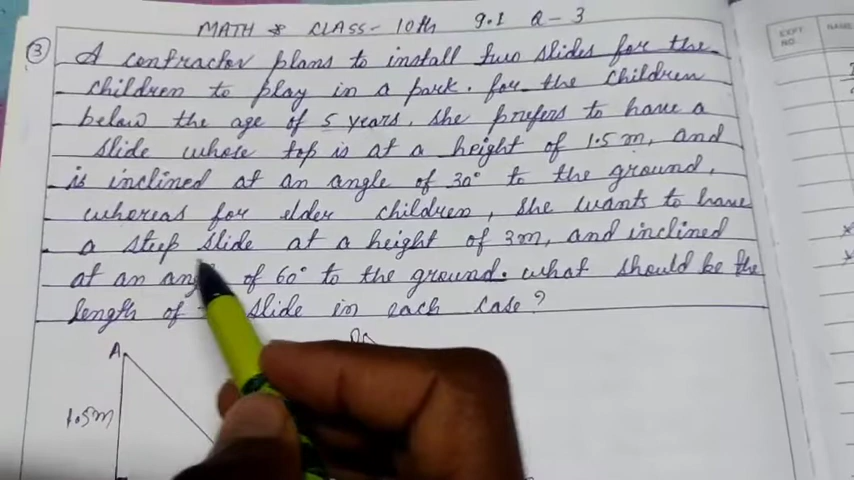 MATH * CLASS- 10th 9.1 Q-3
3 A contractor plans to install two slides for the
children to play in a park. for the children
below the age of 5 years, she prefers to have a
slide whose top is at a height of 1.5 m, and
is inclined at an angle of 30° to the ground,
whereas for elder children, she wants to have
a steep slide at a height of 3m, and inclined
at an of 60° to the ground. what should be the
length of slide in each case?
A
1.5m
EXPT. NO.
NAME